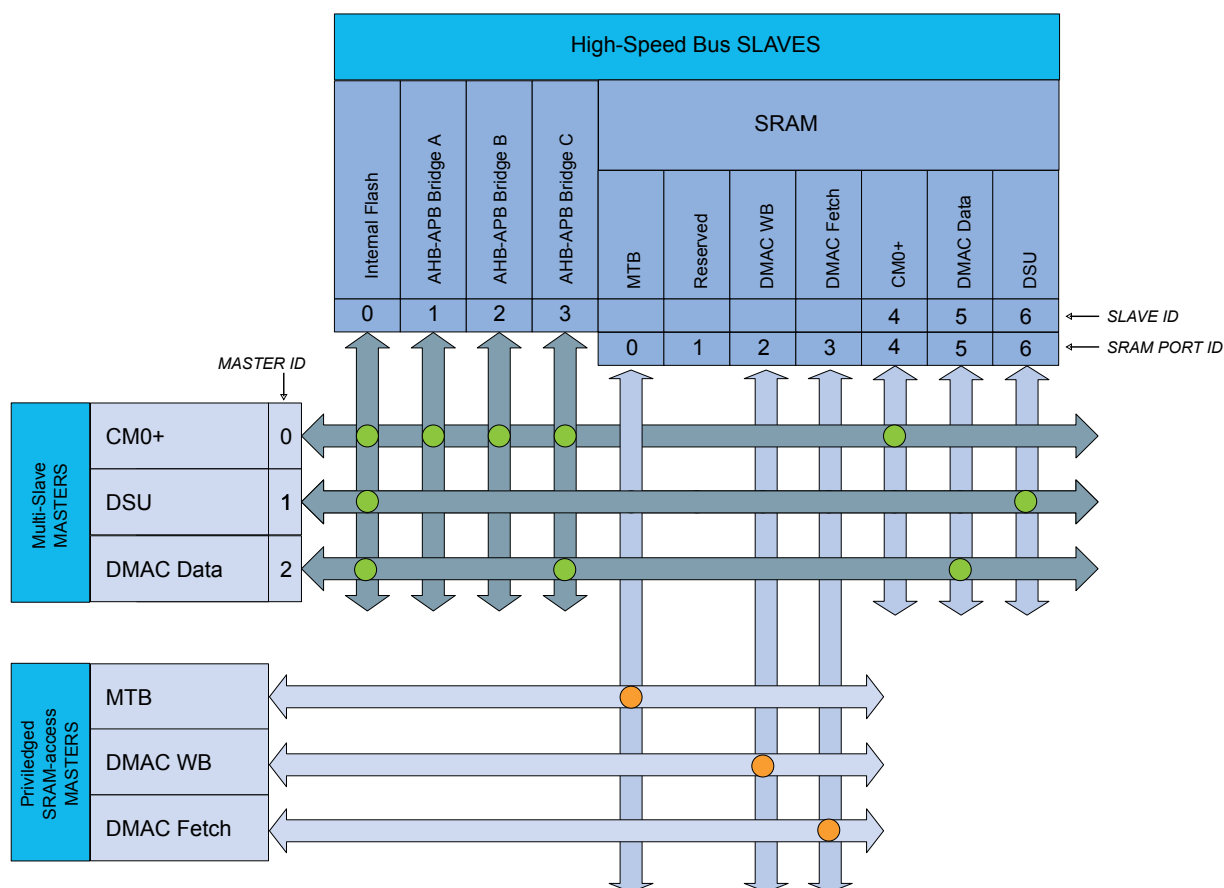 High-Speed Bus SLAVES
SRAM
Internal Flash
AHB-APB Bridge A
AHB-APB Bridge B
AHB-APB Bridge C
MTB
Reserved
DMAC WB
DMAC Fetch
CM0+
DMAC Data
DSU
0 1 2 3 4 5 6 SLAVE ID
0 1 2 3 4 5 6 SRAM PORT ID
MASTER ID
Multi-Slave
MASTERS
CM0+ 0
DSU 1
DMAC Data 2
Priviledged
SRAM-access
MASTERS
MTB
DMAC WB
DMAC Fetch